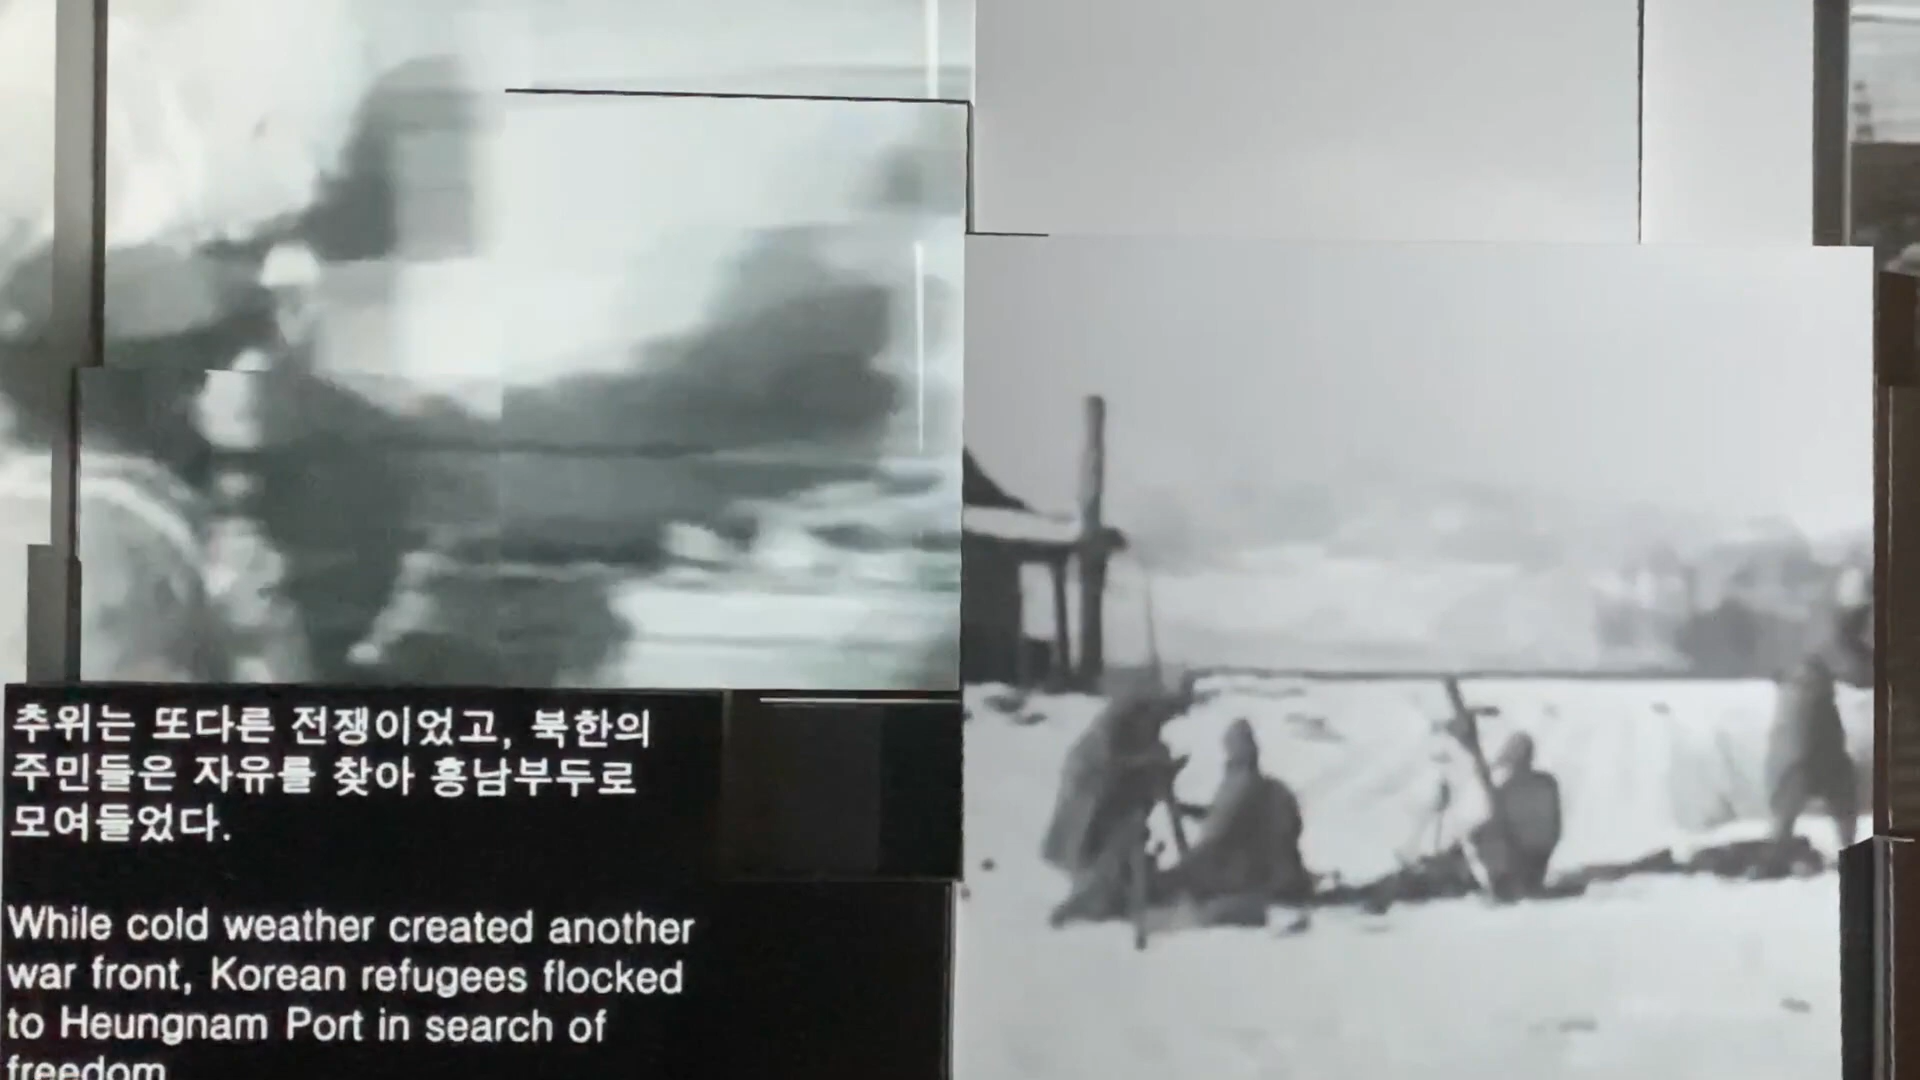 추위는 또다른 전쟁이었고, 북한의
주민들은 자유를 찾아 흥남부두로
모여들었다.
While cold weather created another
war front, Korean refugees flocked
to Heungnam Port in search of
freedom